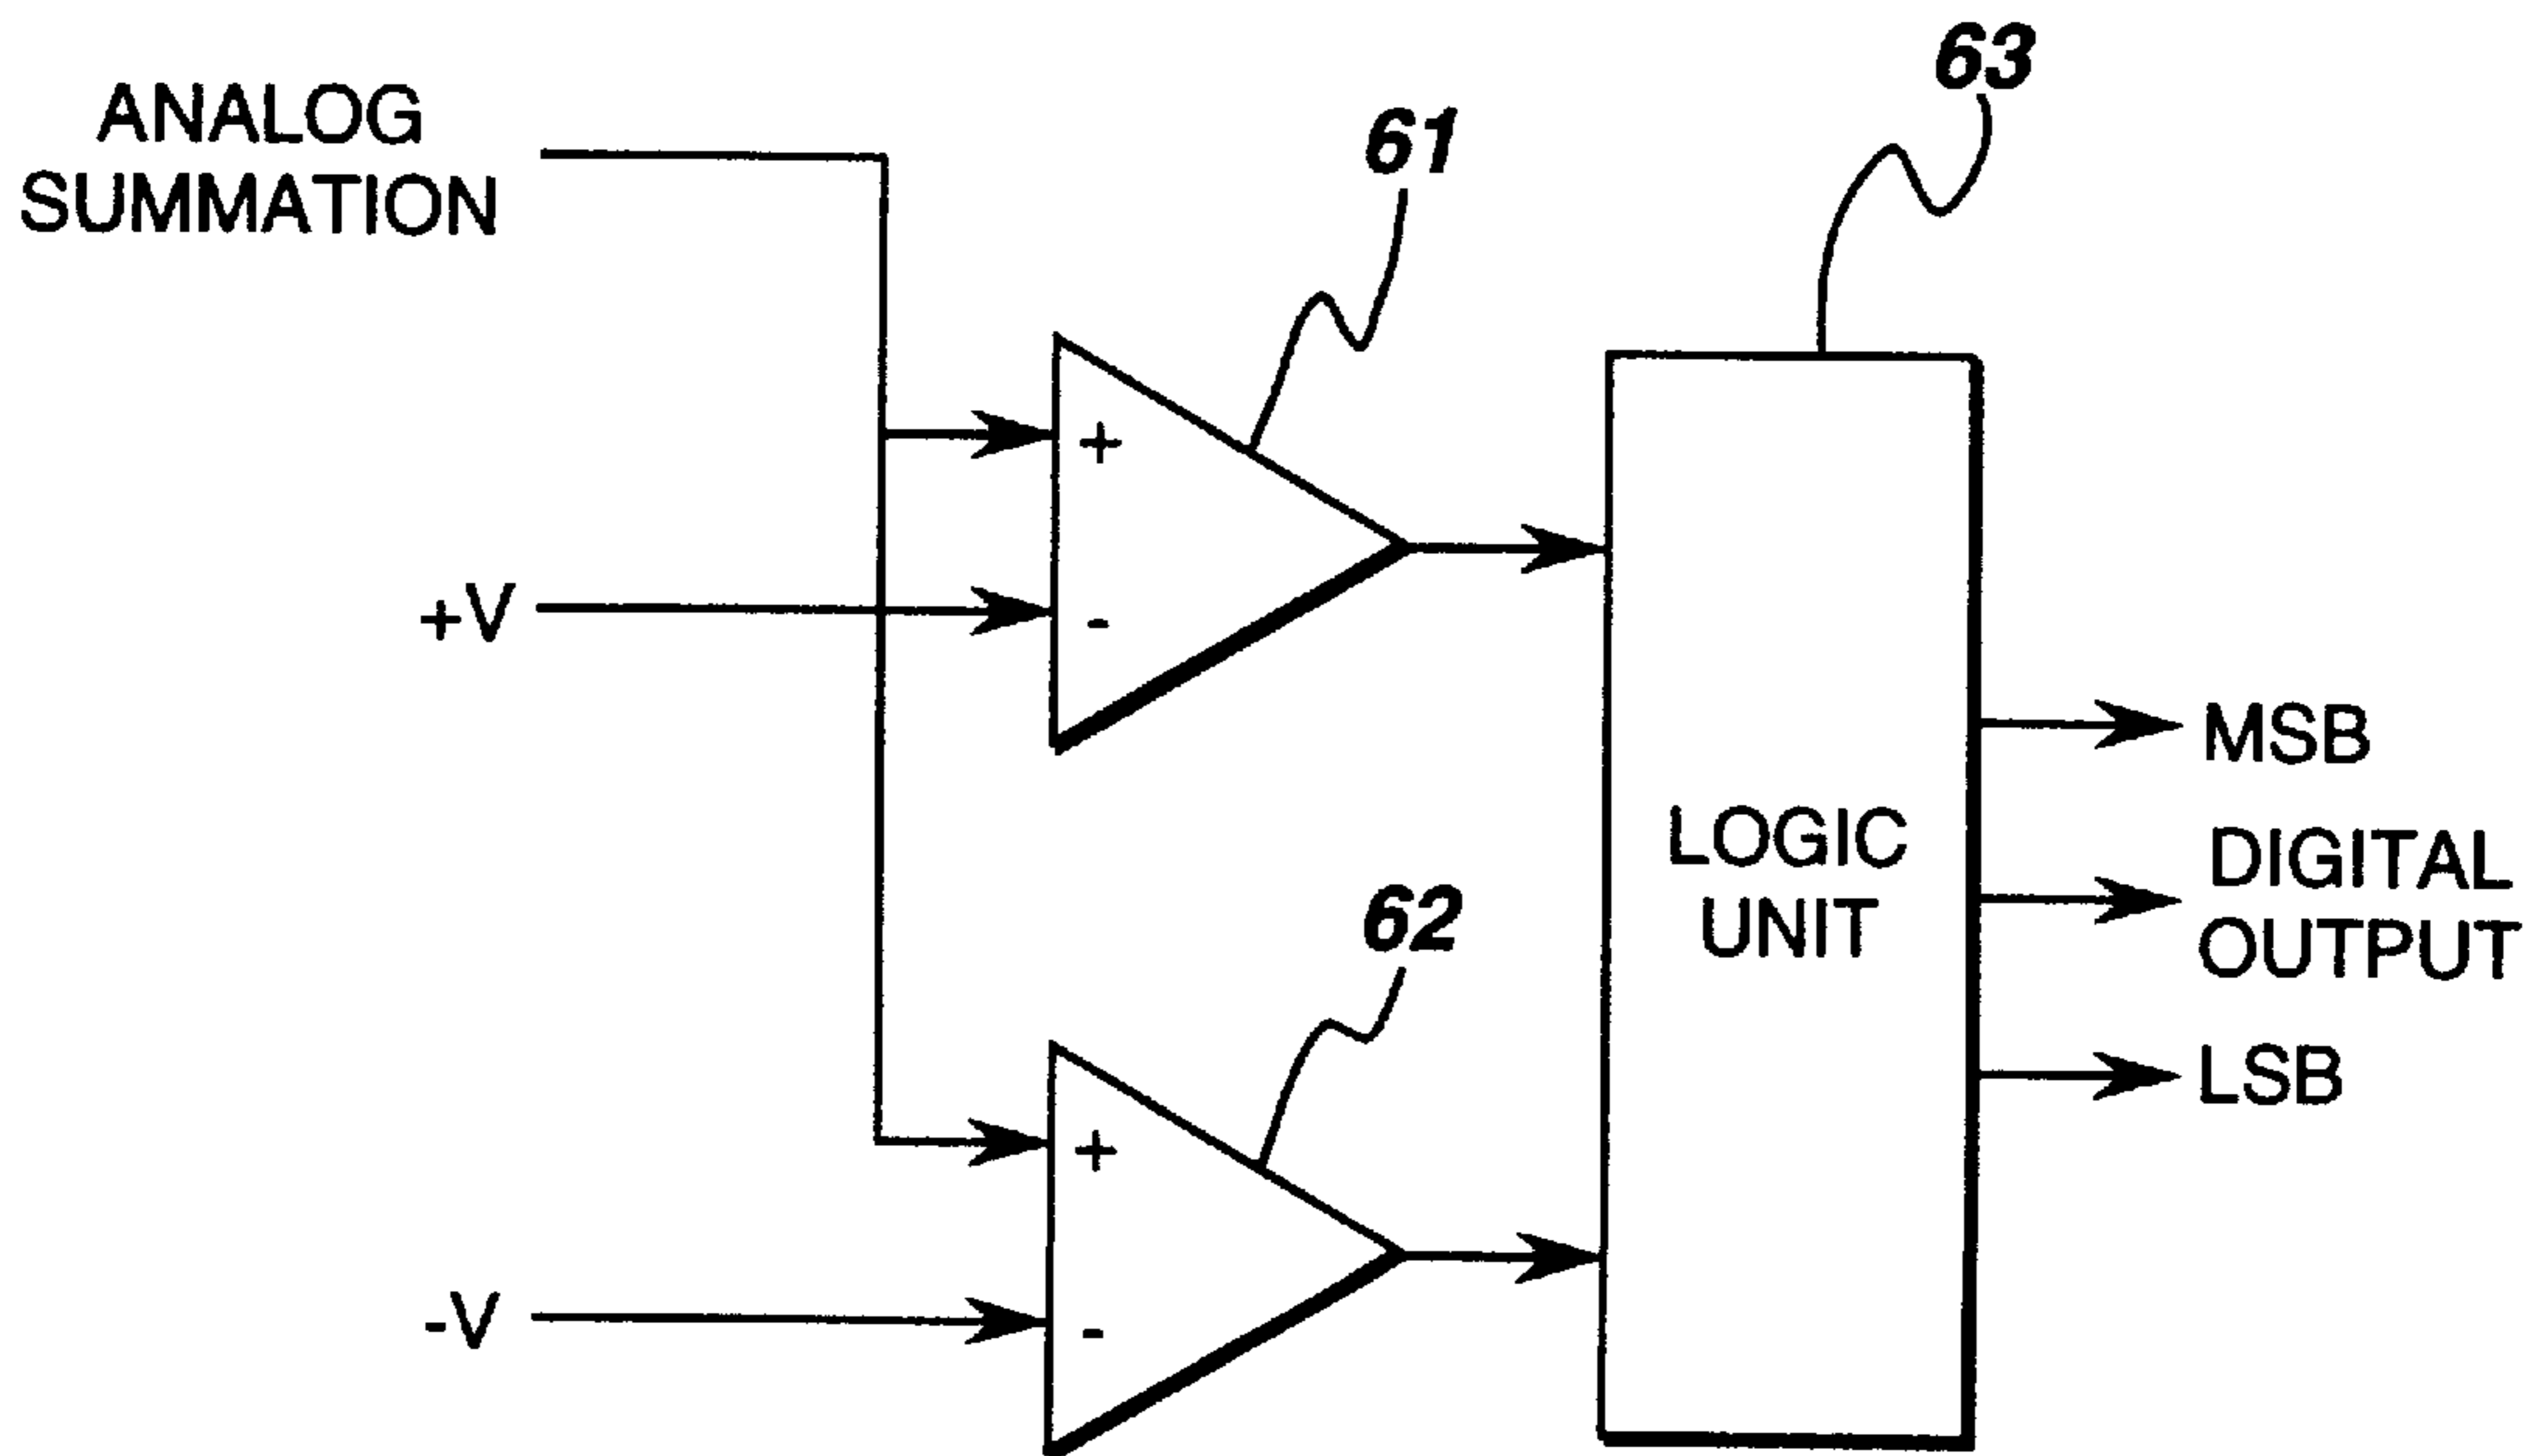 63
ANALOG
SUMMATION
61
+
+V
-
MSB
LOGIC
UNIT
DIGITAL
OUTPUT
62
LSB
+
-V
-